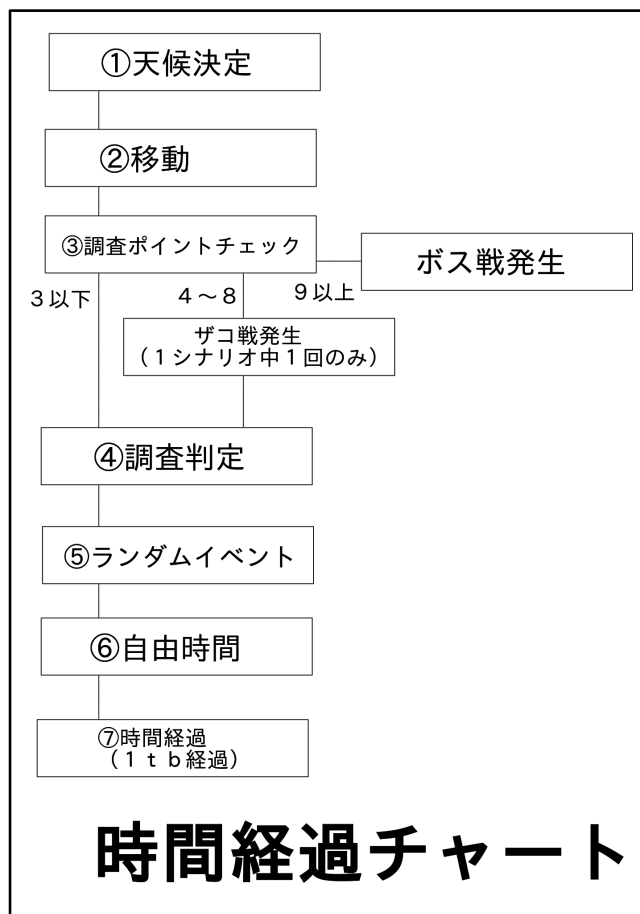 ①天候決定
②移動
③調査ポイントチェック
ボス戦発生
３以下
４～８
９以上
ザコ戦発生
（１シナリオ中１回のみ）
④調査判定
⑤ランダムイベント
⑥自由時間
⑦時間経過
（１ｔｂ経過）
時間経過チャート